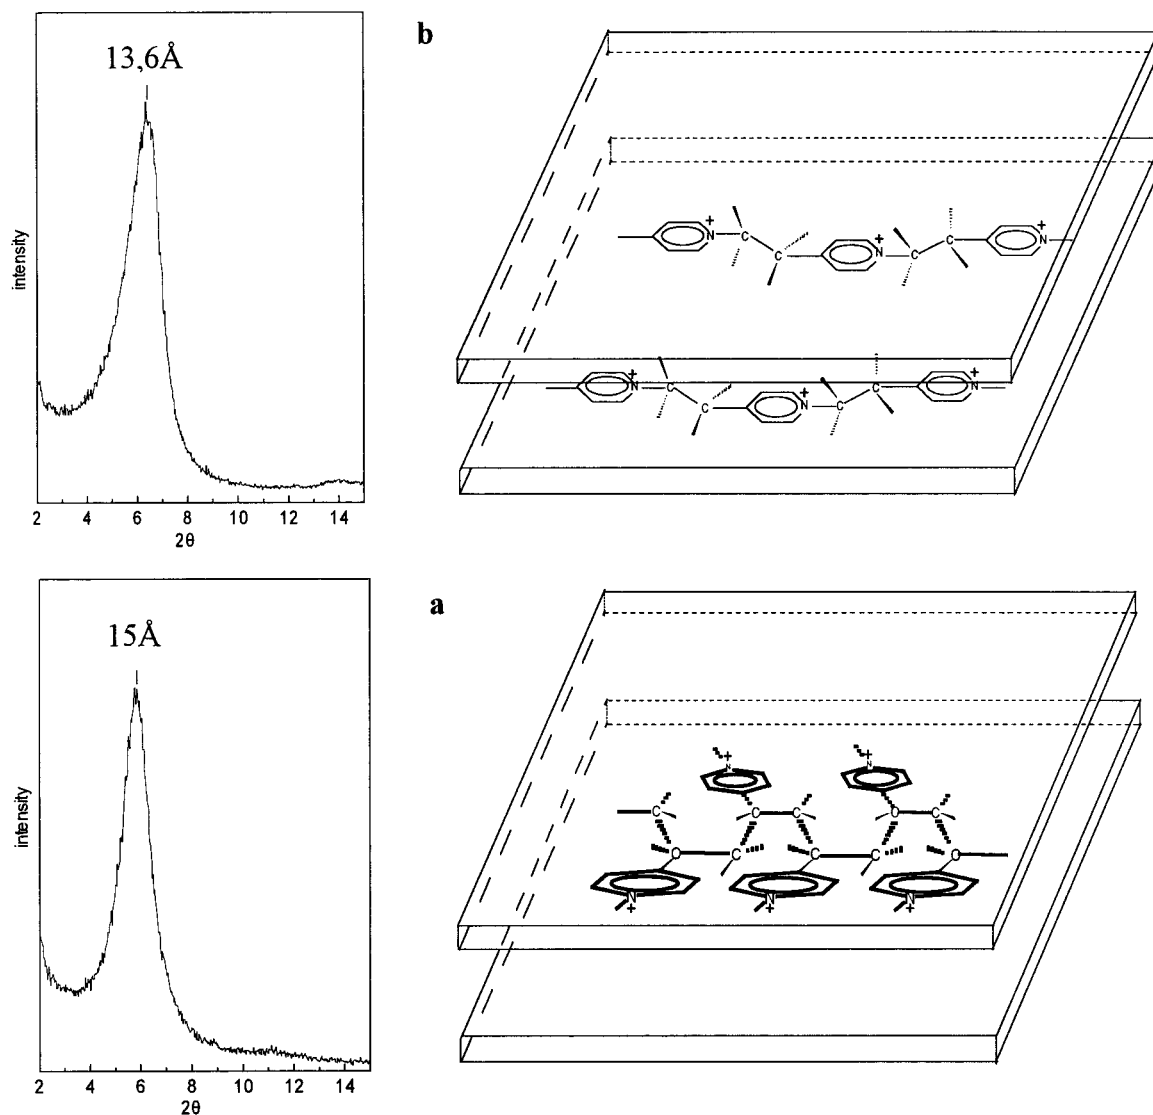 13,6Å
intensity
2 4 6 8 10 12 14
2θ
b
+ + +
N C C N C C N
+ + +
N C C N C C N
15Å
intensity
2 4 6 8 10 12 14
2θ
a
+ +
N N
C C C C C
C C C C C
N N N
+ + +